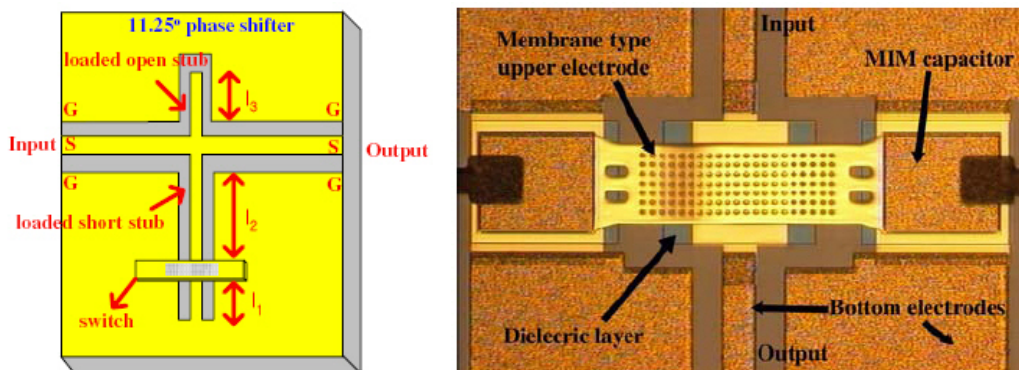 11.25° phase shifter
loaded open stub
l3
G
G
Input
S
S
Output
G
G
loaded short stub
l2
switch
l1
Input
Membrane type
upper electrode
MIM capacitor
Dielecric layer
Bottom electrodes
Output